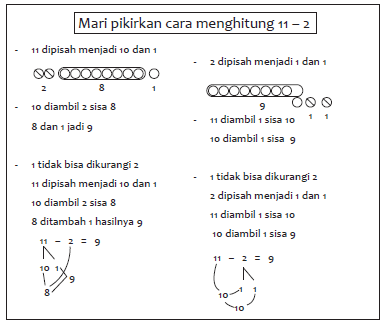 Mari pikirkan cara menghitung 11 – 2
- 11 dipisah menjadi 10 dan 1
2 8 1
- 10 diambil 2 sisa 8
8 dan 1 jadi 9
- 1 tidak bisa dikurangi 2
11 dipisah menjadi 10 dan 1
10 diambil 2 sisa 8
8 ditambah 1 hasilnya 9
11 – 2 = 9
10 1
9
8
- 2 dipisah menjadi 1 dan 1
9
1 1
- 11 diambil 1 sisa 10
10 diambil 1 sisa 9
- 1 tidak bisa dikurangi 2
2 dipisah menjadi 1 dan 1
11 diambil 1 sisa 10
10 diambil 1 sisa 9
11 – 2 = 9
10 1 1
10